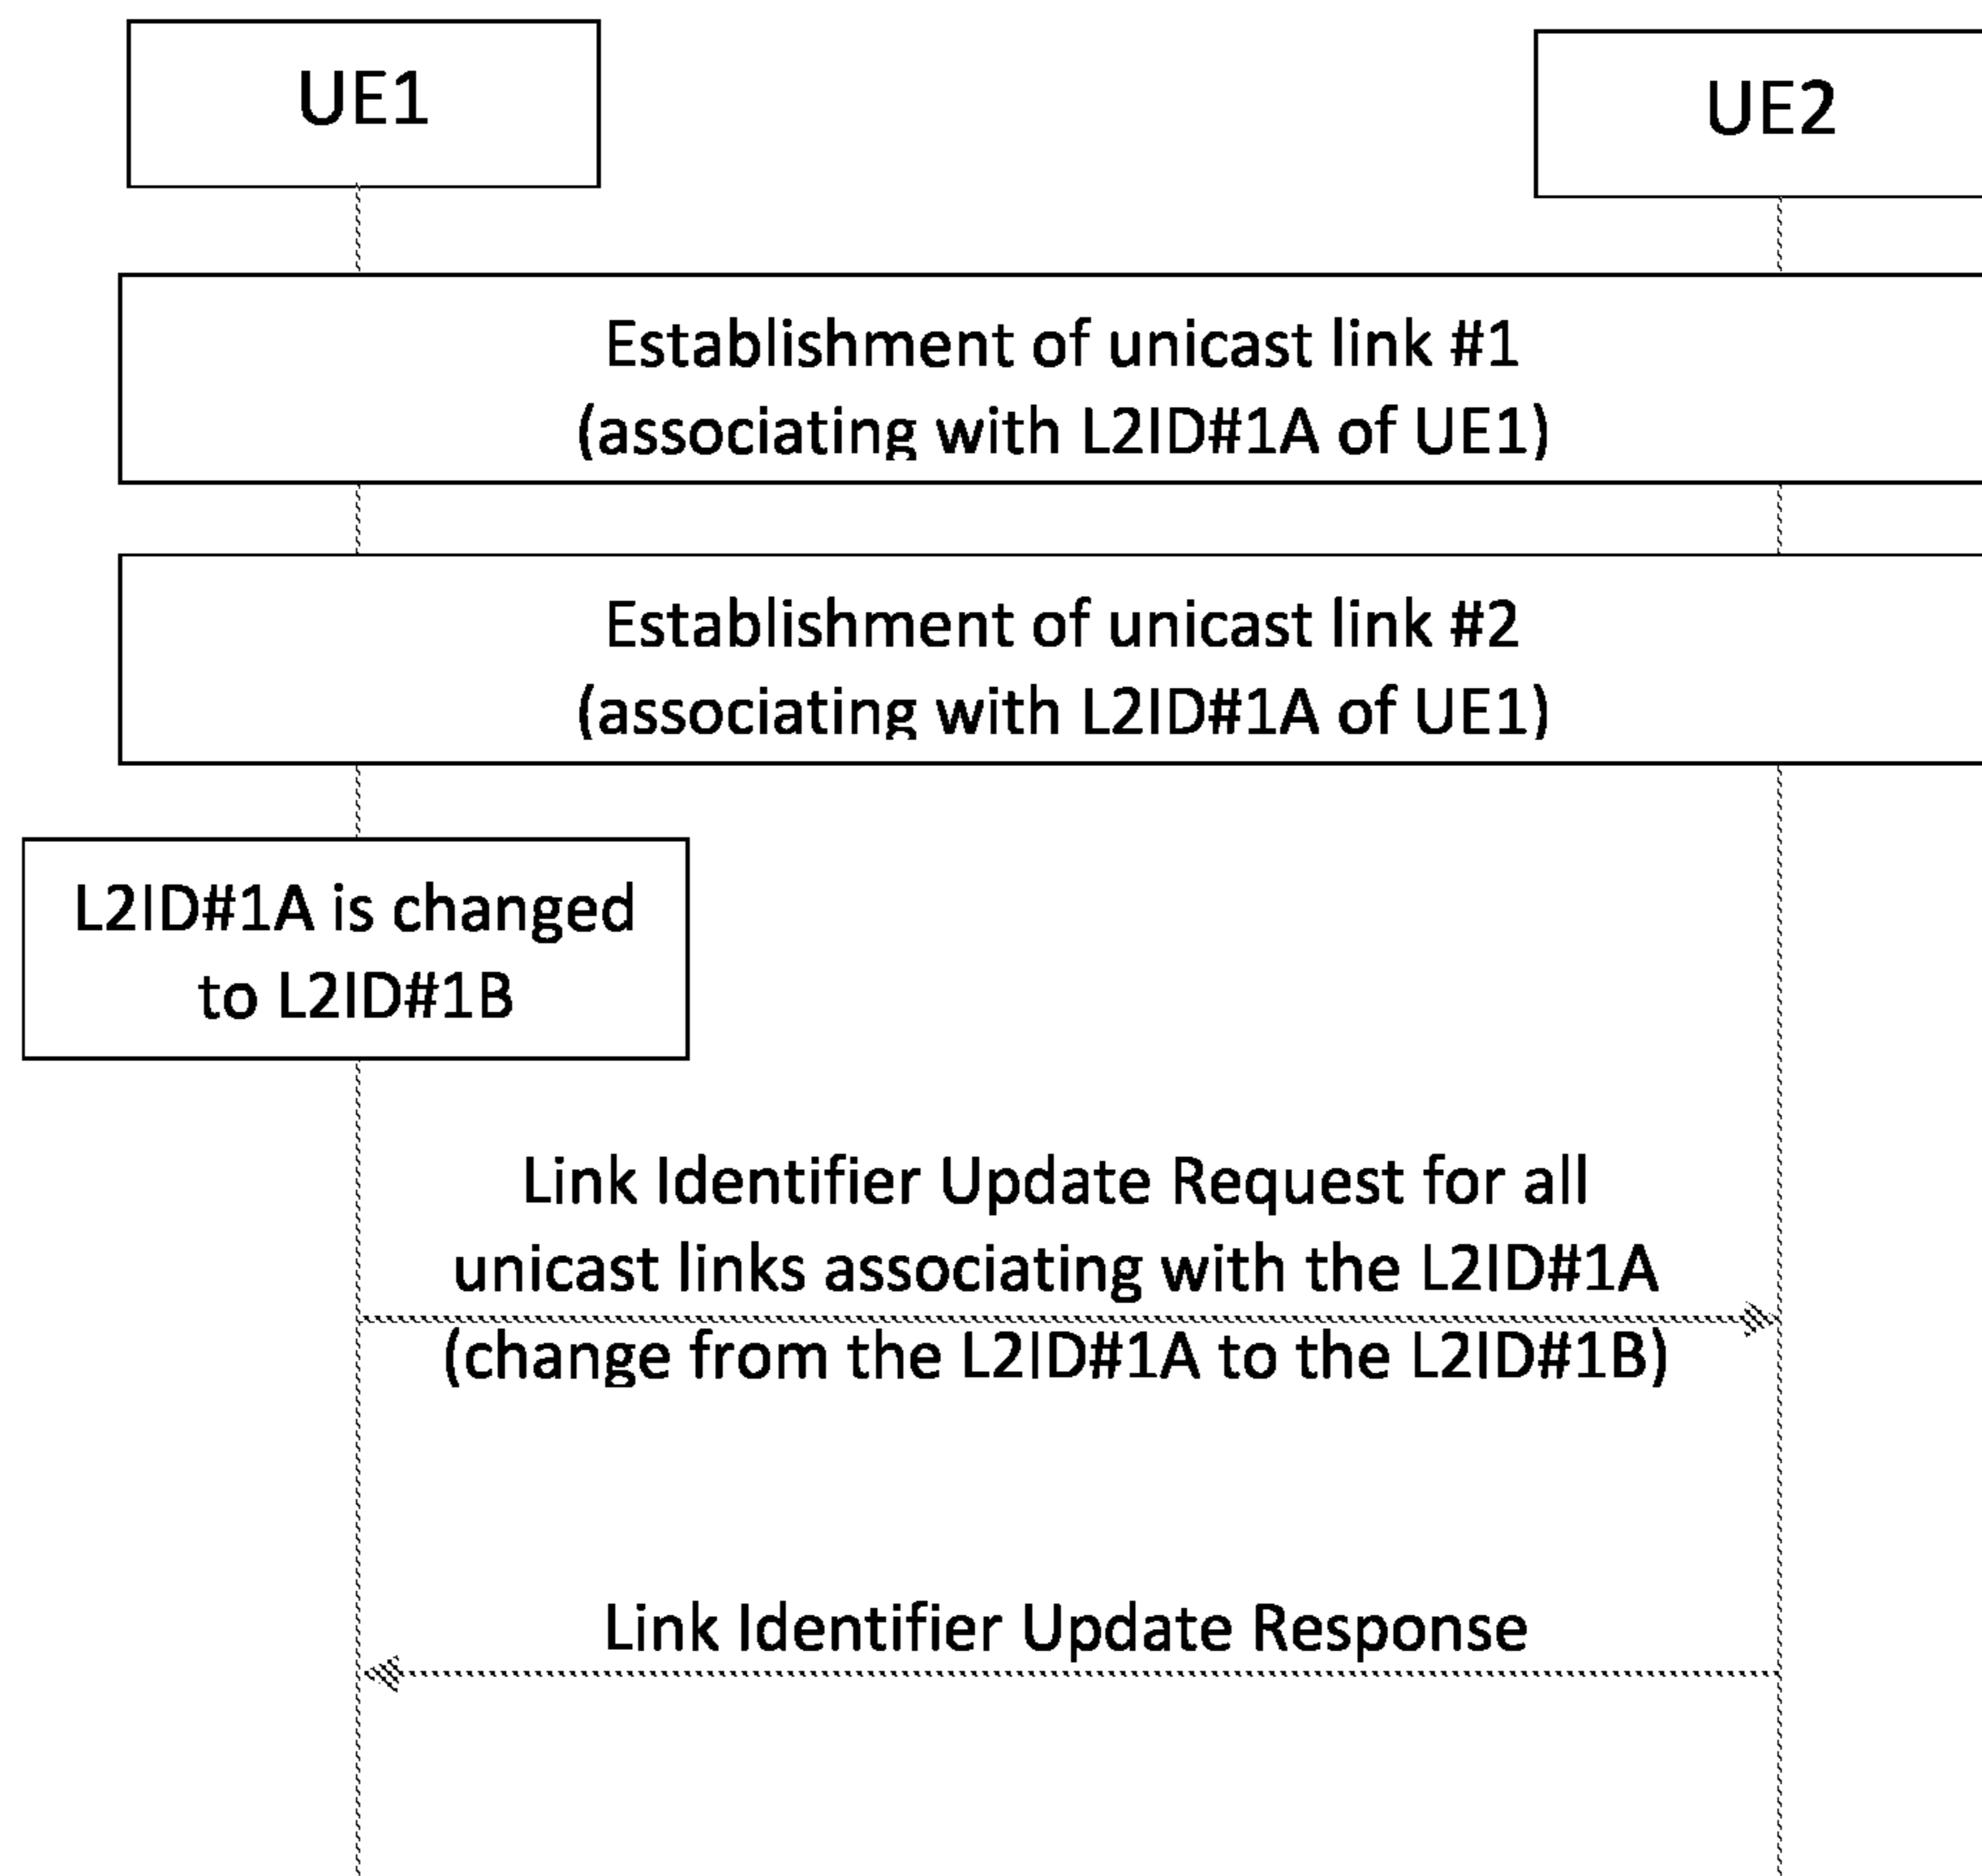 UE1
UE2
Establishment of unicast link #1
(associating with L2ID#1A of UE1)
Establishment of unicast link #2
(associating with L2ID#1A of UE1)
L2ID#1A is changed
to L2ID#1B
Link Identifier Update Request for all
unicast links associating with the L2ID#1A
(change from the L2ID#1A to the L2ID#1B)
Link Identifier Update Response